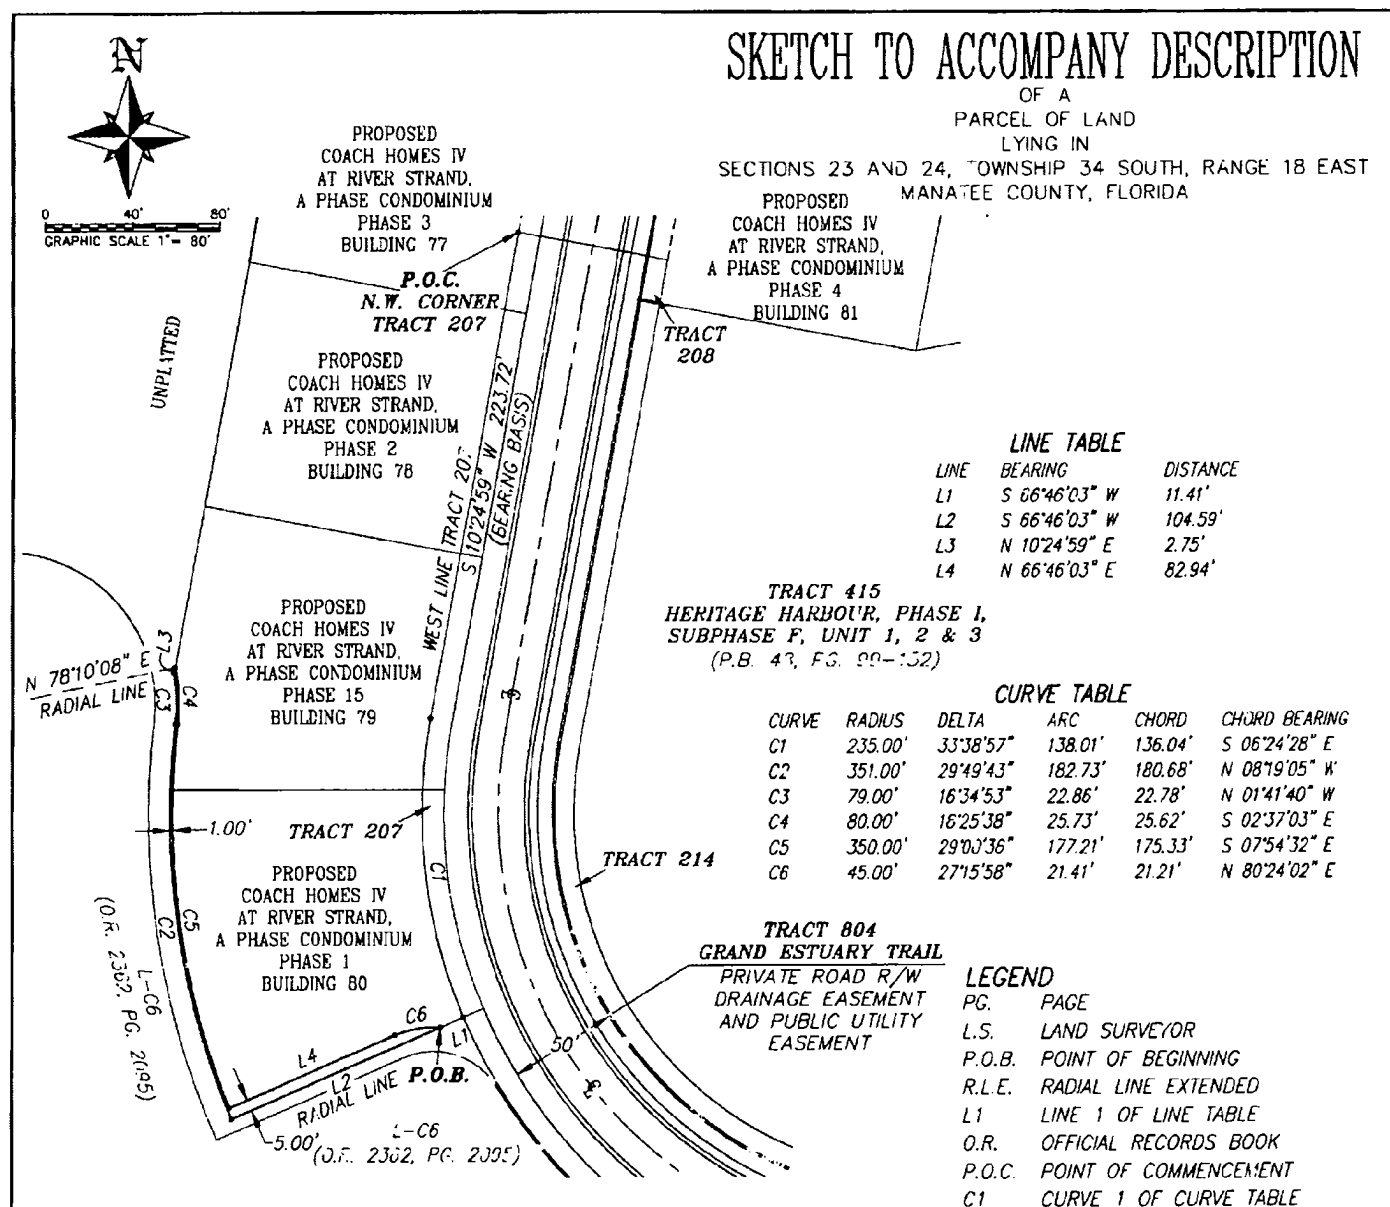 N
SKETCH TO ACCOMPANY DESCRIPTION
OF A
PARCEL OF LAND
LYING IN
SECTIONS 23 AND 24, TOWNSHIP 34 SOUTH, RANGE 18 EAST
MANATEE COUNTY, FLORIDA
0 40' 80'
GRAPHIC SCALE 1"= 80'
PROPOSED
COACH HOMES IV
AT RIVER STRAND,
A PHASE CONDOMINIUM
PHASE 3
BUILDING 77
P.O.C.
N.W. CORNER
TRACT 207
PROPOSED
COACH HOMES IV
AT RIVER STRAND,
A PHASE CONDOMINIUM
PHASE 4
BUILDING 81
TRACT
208
UNPLATTED
PROPOSED
COACH HOMES IV
AT RIVER STRAND,
A PHASE CONDOMINIUM
PHASE 2
BUILDING 78
WEST LINE TRACT 207
S 10°24'59" W 223.72'
(BEARING BASIS)
LINE TABLE
LINE BEARING DISTANCE
L1 S 66°46'03" W 11.41'
L2 S 66°46'03" W 104.59'
L3 N 10°24'59" E 2.75'
L4 N 66°46'03" E 82.94'
TRACT 415
HERITAGE HARBOUR, PHASE I,
SUBPHASE F, UNIT 1, 2 & 3
(P.B. 43, PG.
PROPOSED
COACH HOMES IV
AT RIVER STRAND,
A PHASE CONDOMINIUM
PHASE 15
BUILDING 79
N 78°10'08" E
RADIAL LINE
L3
C3
C4
CURVE TABLE
CURVE RADIUS DELTA ARC CHORD CHORD BEARING
C1 235.00' 33°38'57" 138.01' 136.04' S 06°24'28" E
C2 351.00' 29°49'43" 182.73' 180.68' N 08°19'05" W
C3 79.00' 16°34'53" 22.86' 22.78' N 01°41'40" W
C4 80.00' 16°25'38" 25.73' 25.62' S 02°37'03" E
C5 350.00' 29°00'36" 177.21' 175.33' S 07°54'32" E
C6 45.00' 27°15'58" 21.41' 21.21' N 80°24'02" E
1.00'
TRACT 207
C1
TRACT 214
PROPOSED
COACH HOMES IV
AT RIVER STRAND,
A PHASE CONDOMINIUM
PHASE 1
BUILDING 80
C2
C5
L-C6
(O.R. 2362, PG. 2095)
TRACT 804
GRAND ESTUARY TRAIL
PRIVATE ROAD R/W
DRAINAGE EASEMENT
AND PUBLIC UTILITY
EASEMENT
C6
L1
L4
L2
P.O.B.
RADIAL LINE
50'
5.00'
L-C6
(O.R. 2362, PG. 2095)
LEGEND
PG. PAGE
L.S. LAND SURVEYOR
P.O.B. POINT OF BEGINNING
R.L.E. RADIAL LINE EXTENDED
L1 LINE 1 OF LINE TABLE
O.R. OFFICIAL RECORDS BOOK
P.O.C. POINT OF COMMENCEMENT
C1 CURVE 1 OF CURVE TABLE